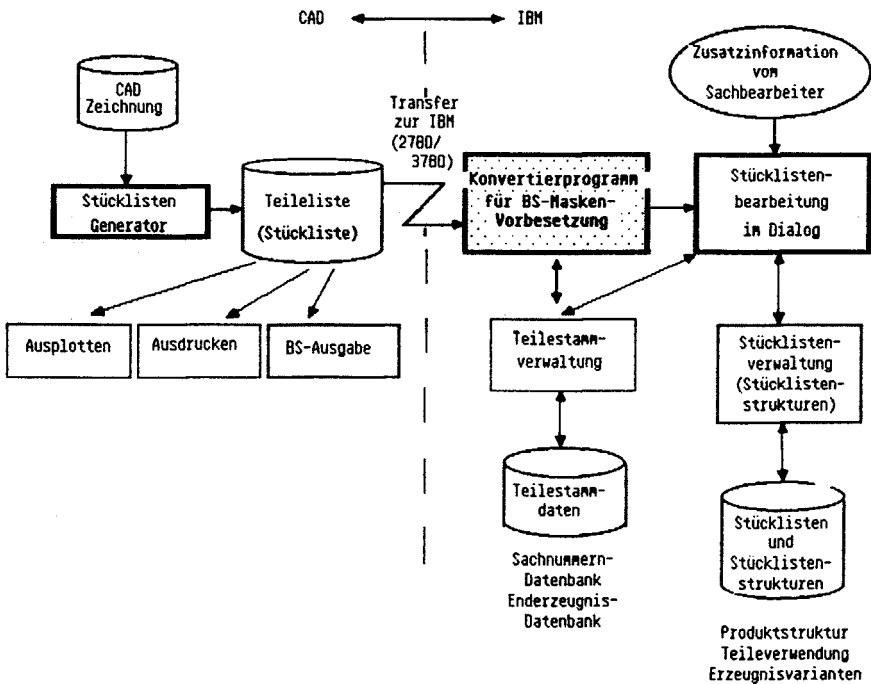 CAD
IBM
CAD
Zeichnung
Zusatzinformation
vom
Sachbearbeiter
Transfer
zur IBM
(2780/
3780)
Stücklisten
Generator
Teileliste
(Stückliste)
Konvertierprogramm
für BS-Masken-
Vorbesetzung
Stücklisten-
bearbeitung
im Dialog
Ausplotten
Ausdrucken
BS-Ausgabe
Teilestamm-
verwaltung
Stücklisten-
verwaltung
(Stücklisten-
strukturen)
Teilestamm-
daten
Stücklisten
und
Stücklisten-
strukturen
Sachnummern-
Datenbank
Enderzeugnis-
Datenbank
Produktstruktur
Teileverwendung
Erzeugnisvarianten